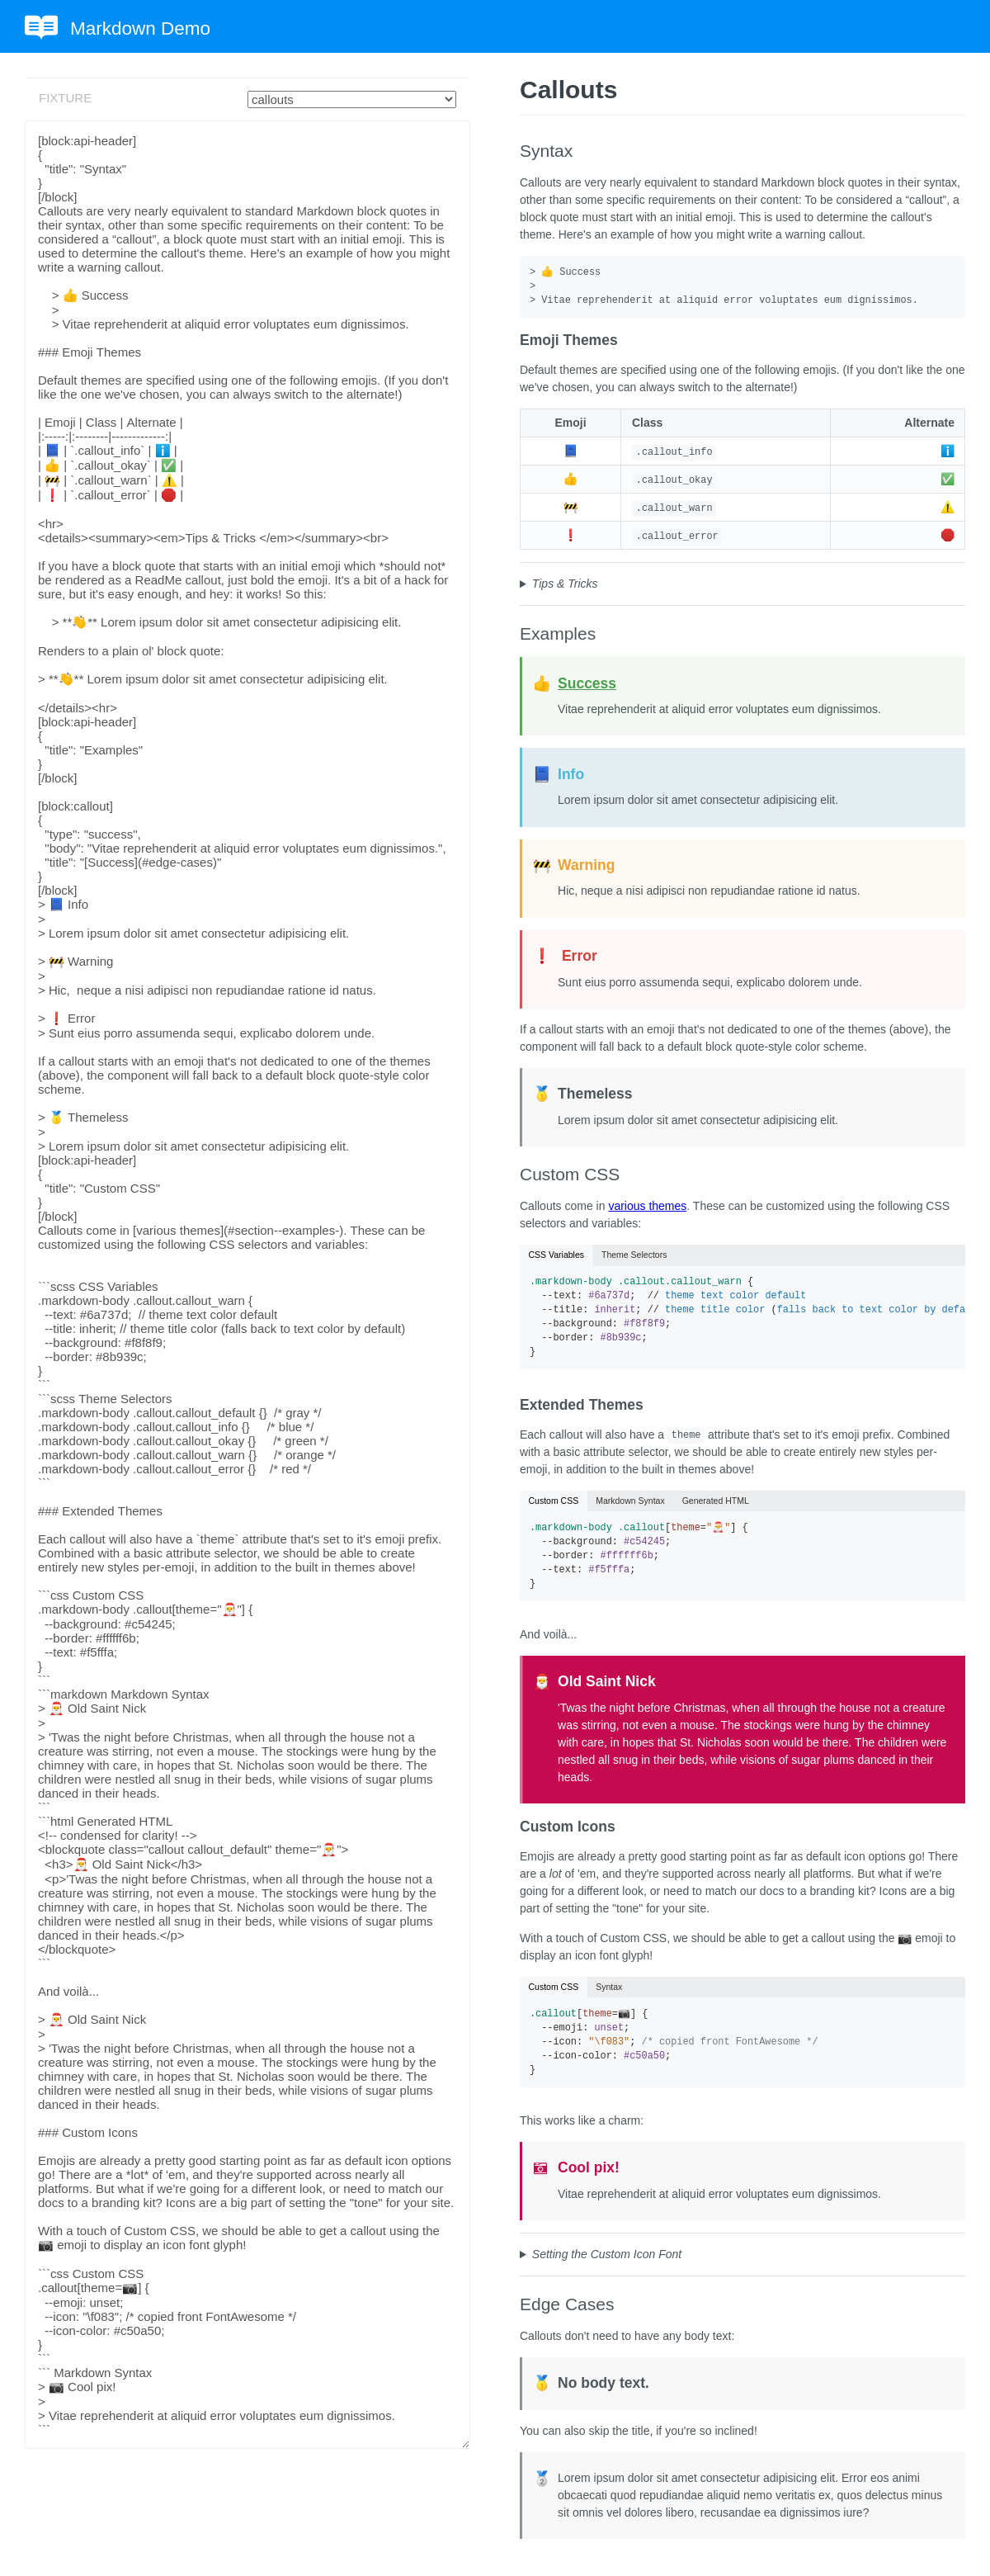 Markdown Demo
FIXTURE
callouts
[block:api-header]
{
  "title": "Syntax"
}
[/block]
Callouts are very nearly equivalent to standard Markdown block quotes in
their syntax, other than some specific requirements on their content: To be
considered a “callout”, a block quote must start with an initial emoji. This is
used to determine the callout's theme. Here's an example of how you might
write a warning callout.
    > 👍 Success
    >
    > Vitae reprehenderit at aliquid error voluptates eum dignissimos.
### Emoji Themes
Default themes are specified using one of the following emojis. (If you don't
like the one we've chosen, you can always switch to the alternate!)
| Emoji | Class | Alternate |
|:-----:|:--------|-------------:|
| 📘 | `.callout_info` | ℹ️ |
| 👍 | `.callout_okay` | ✅ |
| 🚧 | `.callout_warn` | ⚠️ |
| ❗️ | `.callout_error` | 🛑 |
<hr>
<details><summary><em>Tips & Tricks </em></summary><br>
If you have a block quote that starts with an initial emoji which *should not*
be rendered as a ReadMe callout, just bold the emoji. It's a bit of a hack for
sure, but it's easy enough, and hey: it works! So this:
    > **👋** Lorem ipsum dolor sit amet consectetur adipisicing elit.
Renders to a plain ol' block quote:
> **👋** Lorem ipsum dolor sit amet consectetur adipisicing elit.
</details><hr>
[block:api-header]
{
  "title": "Examples"
}
[/block]
[block:callout]
{
  "type": "success",
  "body": "Vitae reprehenderit at aliquid error voluptates eum dignissimos.",
  "title": "[Success](#edge-cases)"
}
[/block]
> 📘 Info
>
> Lorem ipsum dolor sit amet consectetur adipisicing elit.
> 🚧 Warning
>
> Hic,  neque a nisi adipisci non repudiandae ratione id natus.
> ❗️ Error
> Sunt eius porro assumenda sequi, explicabo dolorem unde.
If a callout starts with an emoji that's not dedicated to one of the themes
(above), the component will fall back to a default block quote-style color
scheme.
> 🥇 Themeless
>
> Lorem ipsum dolor sit amet consectetur adipisicing elit.
[block:api-header]
{
  "title": "Custom CSS"
}
[/block]
Callouts come in [various themes](#section--examples-). These can be
customized using the following CSS selectors and variables:
```scss CSS Variables
.markdown-body .callout.callout_warn {
  --text: #6a737d;  // theme text color default
  --title: inherit; // theme title color (falls back to text color by default)
  --background: #f8f8f9;
  --border: #8b939c;
}
```
```scss Theme Selectors
.markdown-body .callout.callout_default {}  /* gray */
.markdown-body .callout.callout_info {}     /* blue */
.markdown-body .callout.callout_okay {}     /* green */
.markdown-body .callout.callout_warn {}     /* orange */
.markdown-body .callout.callout_error {}    /* red */
```
### Extended Themes
Each callout will also have a `theme` attribute that's set to it's emoji prefix.
Combined with a basic attribute selector, we should be able to create
entirely new styles per-emoji, in addition to the built in themes above!
```css Custom CSS
.markdown-body .callout[theme="🎅"] {
  --background: #c54245;
  --border: #ffffff6b;
  --text: #f5fffa;
}
```
```markdown Markdown Syntax
> 🎅 Old Saint Nick
>
> 'Twas the night before Christmas, when all through the house not a
creature was stirring, not even a mouse. The stockings were hung by the
chimney with care, in hopes that St. Nicholas soon would be there. The
children were nestled all snug in their beds, while visions of sugar plums
danced in their heads.
```
```html Generated HTML
<!-- condensed for clarity! -->
<blockquote class="callout callout_default" theme="🎅">
  <h3>🎅 Old Saint Nick</h3>
  <p>'Twas the night before Christmas, when all through the house not a
creature was stirring, not even a mouse. The stockings were hung by the
chimney with care, in hopes that St. Nicholas soon would be there. The
children were nestled all snug in their beds, while visions of sugar plums
danced in their heads.</p>
</blockquote>
```
And voilà...
> 🎅 Old Saint Nick
>
> 'Twas the night before Christmas, when all through the house not a
creature was stirring, not even a mouse. The stockings were hung by the
chimney with care, in hopes that St. Nicholas soon would be there. The
children were nestled all snug in their beds, while visions of sugar plums
danced in their heads.
### Custom Icons
Emojis are already a pretty good starting point as far as default icon options
go! There are a *lot* of 'em, and they're supported across nearly all
platforms. But what if we're going for a different look, or need to match our
docs to a branding kit? Icons are a big part of setting the "tone" for your site.
With a touch of Custom CSS, we should be able to get a callout using the
📷 emoji to display an icon font glyph!
```css Custom CSS
.callout[theme=📷] {
  --emoji: unset;
  --icon: "\f083"; /* copied front FontAwesome */
  --icon-color: #c50a50;
}
```
``` Markdown Syntax
> 📷 Cool pix!
>
> Vitae reprehenderit at aliquid error voluptates eum dignissimos.
```
Callouts
Syntax
Callouts are very nearly equivalent to standard Markdown block quotes in their syntax,
other than some specific requirements on their content: To be considered a “callout”, a
block quote must start with an initial emoji. This is used to determine the callout's
theme. Here's an example of how you might write a warning callout.
> 👍 Success
>
> Vitae reprehenderit at aliquid error voluptates eum dignissimos.
Emoji Themes
Default themes are specified using one of the following emojis. (If you don't like the one
we've chosen, you can always switch to the alternate!)
Emoji Class Alternate
📘 .callout_info ℹ️
👍 .callout_okay ✅
🚧 .callout_warn ⚠️
❗️ .callout_error 🛑
Tips & Tricks
Examples
👍 Success
Vitae reprehenderit at aliquid error voluptates eum dignissimos.
📘 Info
Lorem ipsum dolor sit amet consectetur adipisicing elit.
🚧 Warning
Hic, neque a nisi adipisci non repudiandae ratione id natus.
❗️ Error
Sunt eius porro assumenda sequi, explicabo dolorem unde.
If a callout starts with an emoji that's not dedicated to one of the themes (above), the
component will fall back to a default block quote-style color scheme.
🥇 Themeless
Lorem ipsum dolor sit amet consectetur adipisicing elit.
Custom CSS
Callouts come in various themes. These can be customized using the following CSS
selectors and variables:
CSS Variables Theme Selectors
.markdown-body .callout.callout_warn {
  --text: #6a737d;  // theme text color default
  --title: inherit; // theme title color (falls back to text color by defa
  --background: #f8f8f9;
  --border: #8b939c;
}
Extended Themes
Each callout will also have a theme attribute that's set to it's emoji prefix. Combined
with a basic attribute selector, we should be able to create entirely new styles per-
emoji, in addition to the built in themes above!
Custom CSS Markdown Syntax Generated HTML
.markdown-body .callout[theme="🎅"] {
  --background: #c54245;
  --border: #ffffff6b;
  --text: #f5fffa;
}
And voilà...
🎅 Old Saint Nick
'Twas the night before Christmas, when all through the house not a creature
was stirring, not even a mouse. The stockings were hung by the chimney
with care, in hopes that St. Nicholas soon would be there. The children were
nestled all snug in their beds, while visions of sugar plums danced in their
heads.
Custom Icons
Emojis are already a pretty good starting point as far as default icon options go! There
are a lot of 'em, and they're supported across nearly all platforms. But what if we're
going for a different look, or need to match our docs to a branding kit? Icons are a big
part of setting the "tone" for your site.
With a touch of Custom CSS, we should be able to get a callout using the 📷 emoji to
display an icon font glyph!
Custom CSS Syntax
.callout[theme=📷] {
  --emoji: unset;
  --icon: "\f083"; /* copied front FontAwesome */
  --icon-color: #c50a50;
}
This works like a charm:
Cool pix!
Vitae reprehenderit at aliquid error voluptates eum dignissimos.
Setting the Custom Icon Font
Edge Cases
Callouts don't need to have any body text:
🥇 No body text.
You can also skip the title, if you're so inclined!
🥈 Lorem ipsum dolor sit amet consectetur adipisicing elit. Error eos animi
obcaecati quod repudiandae aliquid nemo veritatis ex, quos delectus minus
sit omnis vel dolores libero, recusandae ea dignissimos iure?